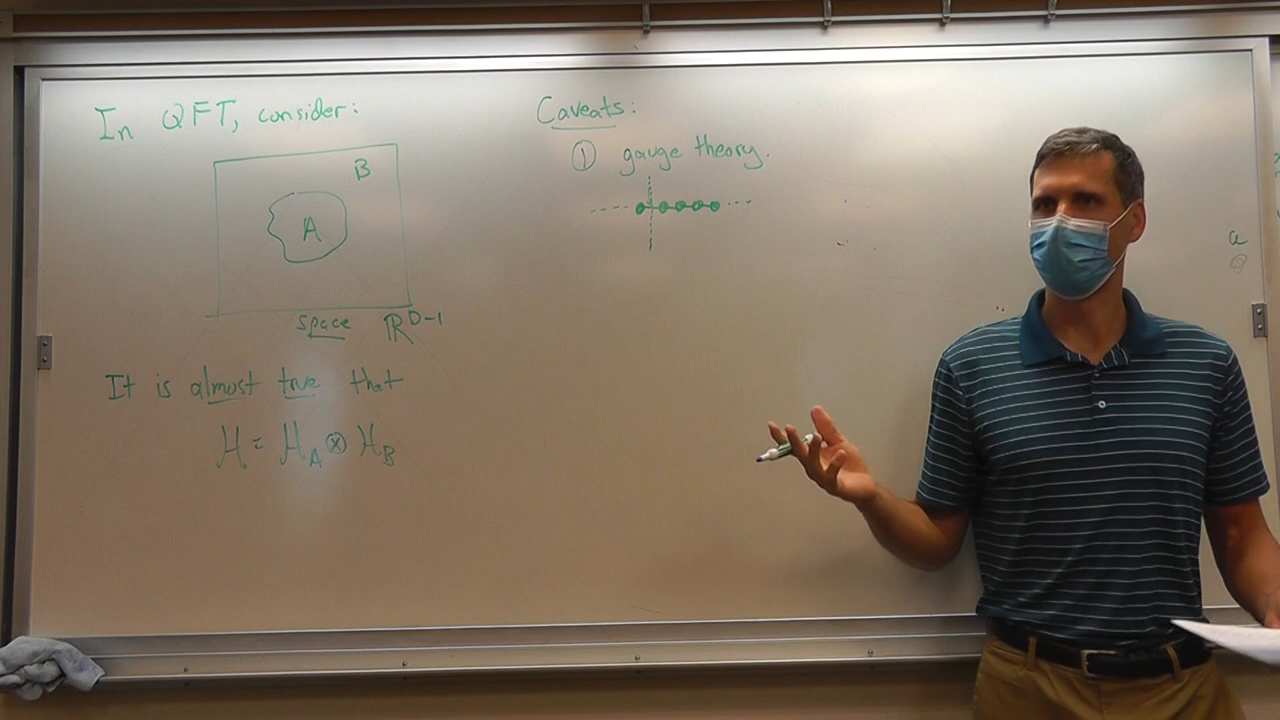 In QFT, consider:
B
A
space ℝ^{D-1}
It is almost true that
ℋ = ℋ_A ⊗ ℋ_B
Caveats:
① gauge theory.
a